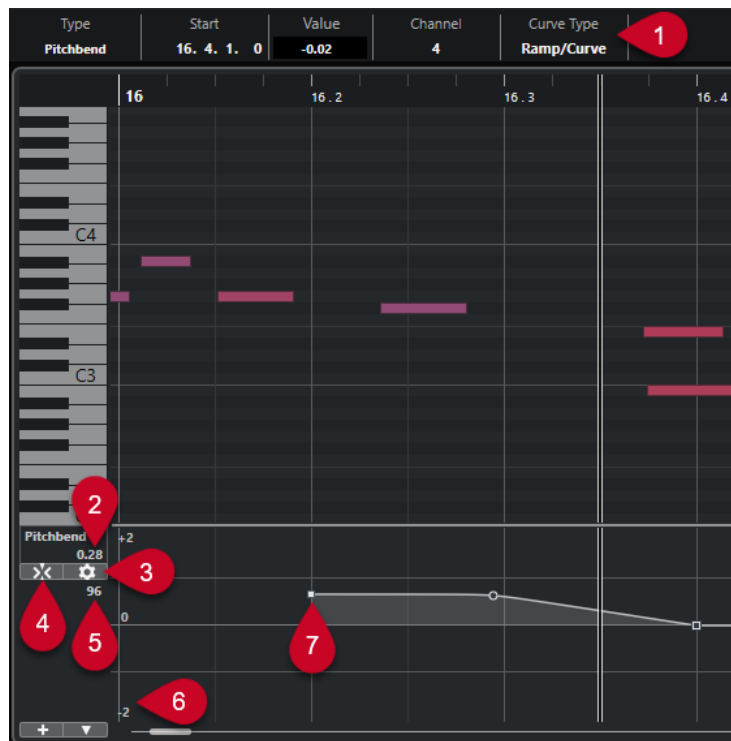 Type Start Value Channel Curve Type
Pitchbend 16. 4. 1. 0 -0.02 4 Ramp/Curve
1
16 16.2 16.3 16.4
C4
C3
2
Pitchbend +2
0.28
3
96
4 5 0 7
6
-2